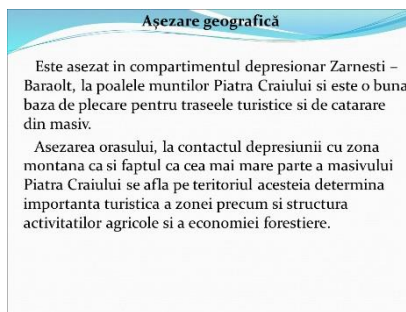 Așezare geografică
Este asezat in compartimentul depresionar Zarnesti –
Baraolt, la poalele muntilor Piatra Craiului si este o buna
baza de plecare pentru traseele turistice si de catarare
din masiv.
Asezarea orasului, la contactul depresiunii cu zona
montana ca si faptul ca cea mai mare parte a masivului
Piatra Craiului se afla pe teritoriul acesteia determina
importanta turistica a zonei precum si structura
activitatilor agricole si a economiei forestiere.